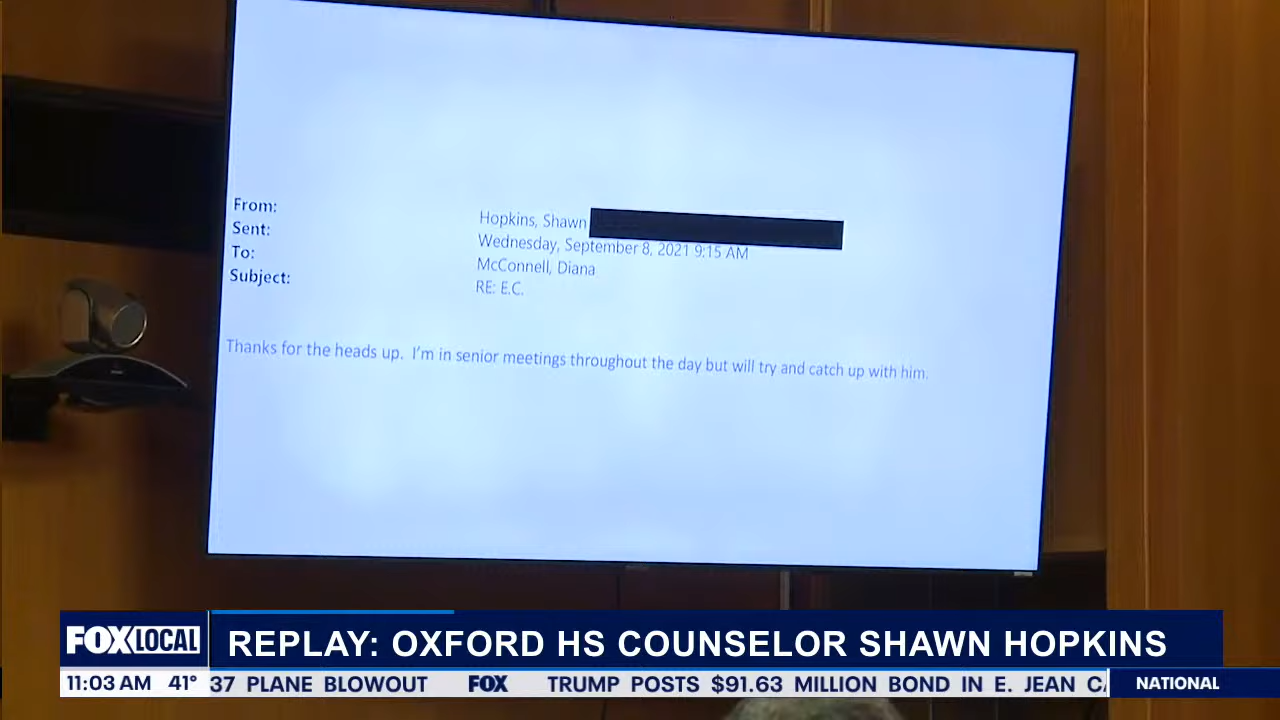 From: Hopkins, Shawn
Sent: Wednesday, September 8, 2021 9:15 AM
To: McConnell, Diana
Subject: RE: E.C.
Thanks for the heads up. I'm in senior meetings throughout the day but will try and catch up with him.
FOX LOCAL
REPLAY: OXFORD HS COUNSELOR SHAWN HOPKINS
11:03 AM 41° 37 PLANE BLOWOUT FOX TRUMP POSTS $91.63 MILLION BOND IN E. JEAN NATIONAL